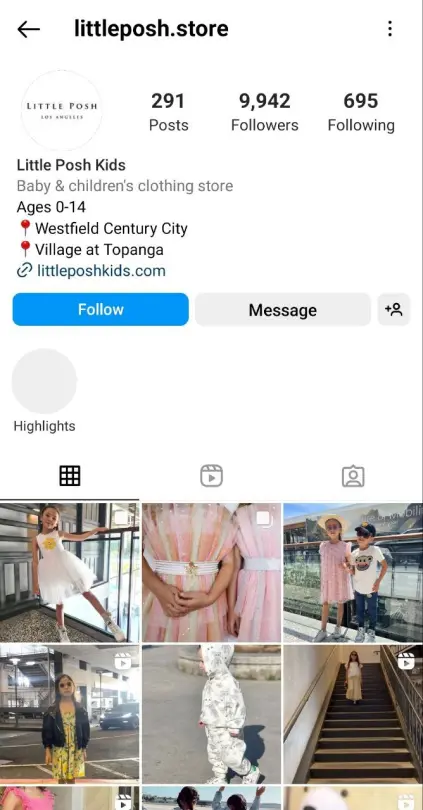 littleposh.store
LITTLE POSH
LOS ANGELES
291
Posts
9,942
Followers
695
Following
Little Posh Kids
Baby & children's clothing store
Ages 0-14
📍Westfield Century City
📍Village at Topanga
littleposhkids.com
Follow
Message
Highlights